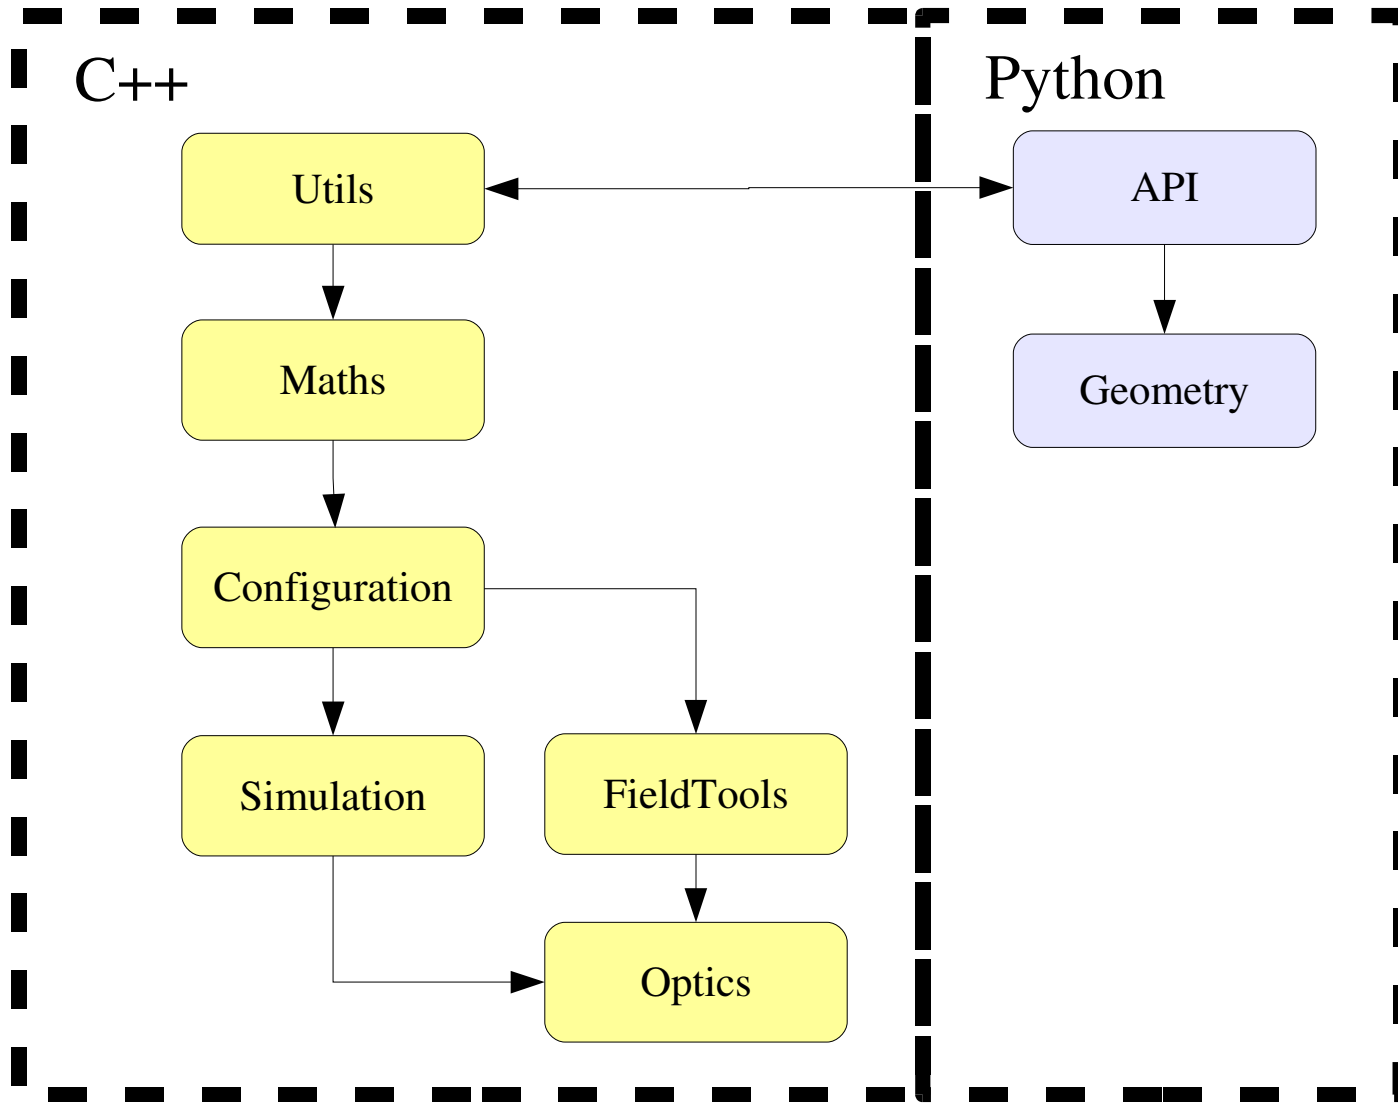 C++
Python
Utils
API
Maths
Geometry
Configuration
Simulation
FieldTools
Optics